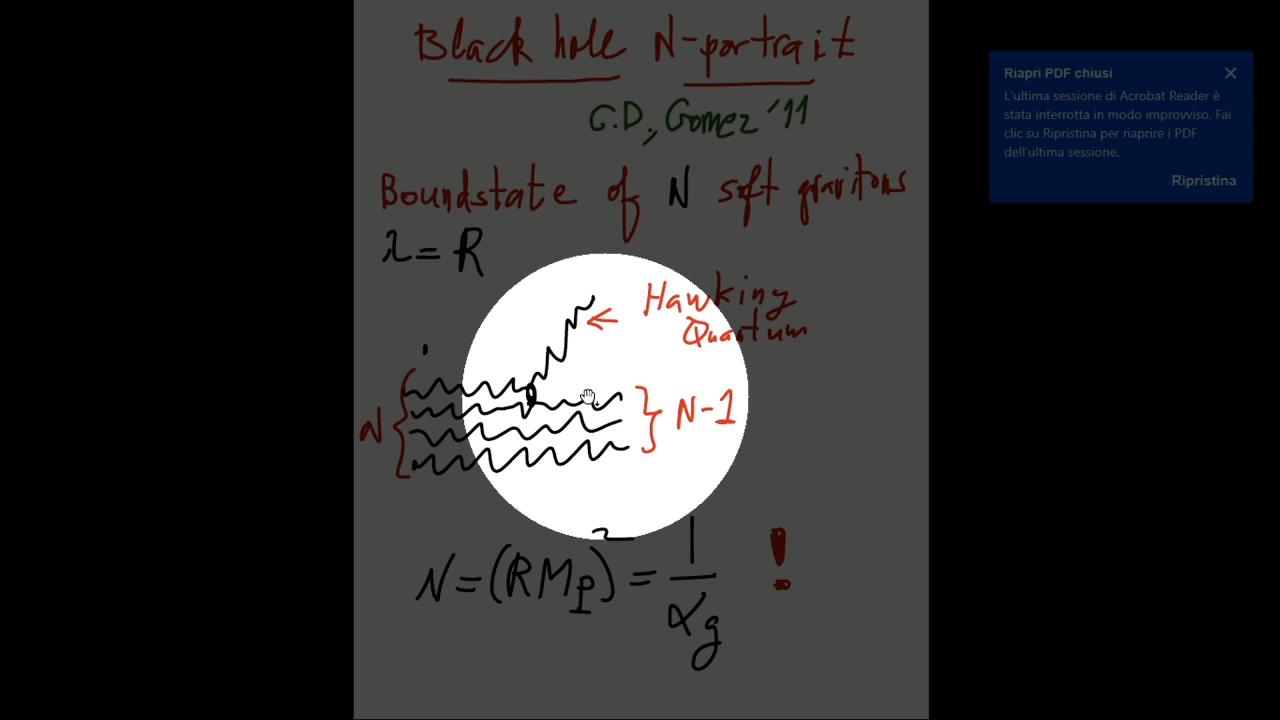 Black hole N-portrait
G.D., Gomez '11
Boundstate of N soft gravitons
λ = R
Hawking
Quantum
N
N-1
N = (RMp)² = 1/αg !
Riapri PDF chiusi
L'ultima sessione di Acrobat Reader è
stata interrotta in modo improvviso. Fai
clic su Ripristina per riaprire i PDF
dell'ultima sessione.
Ripristina